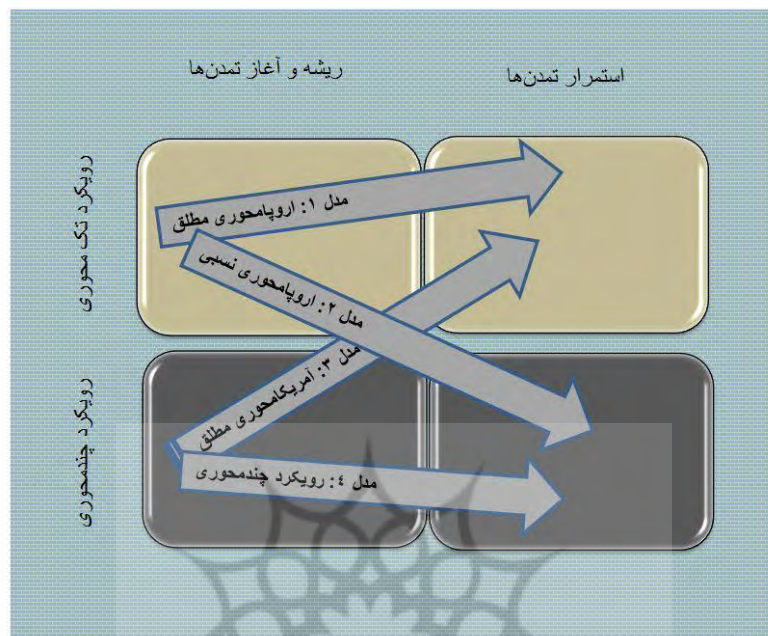 ریشه و آغاز تمدن‌ها
استمرار تمدن‌ها
رویکرد تک محوری
مدل ۱: اروپامحوری مطلق
مدل ۲: اروپامحوری نسبی
رویکرد چندمحوری
مدل ۳: آمریکامحوری مطلق
مدل ٤: رویکرد چندمحوری